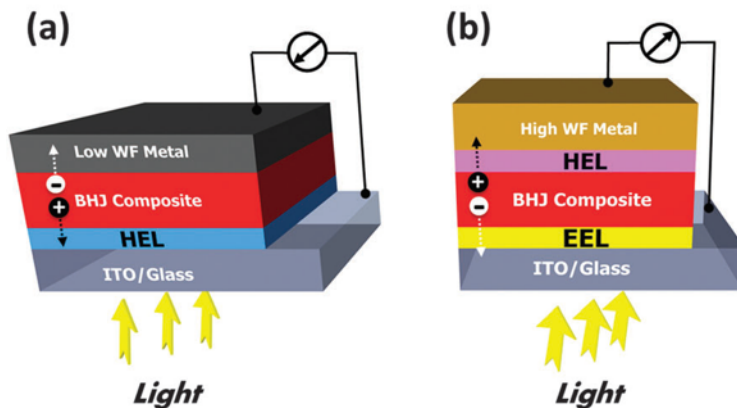 (a)
Low WF Metal
BHJ Composite
HEL
ITO/Glass
Light
(b)
High WF Metal
HEL
BHJ Composite
EEL
ITO/Glass
Light